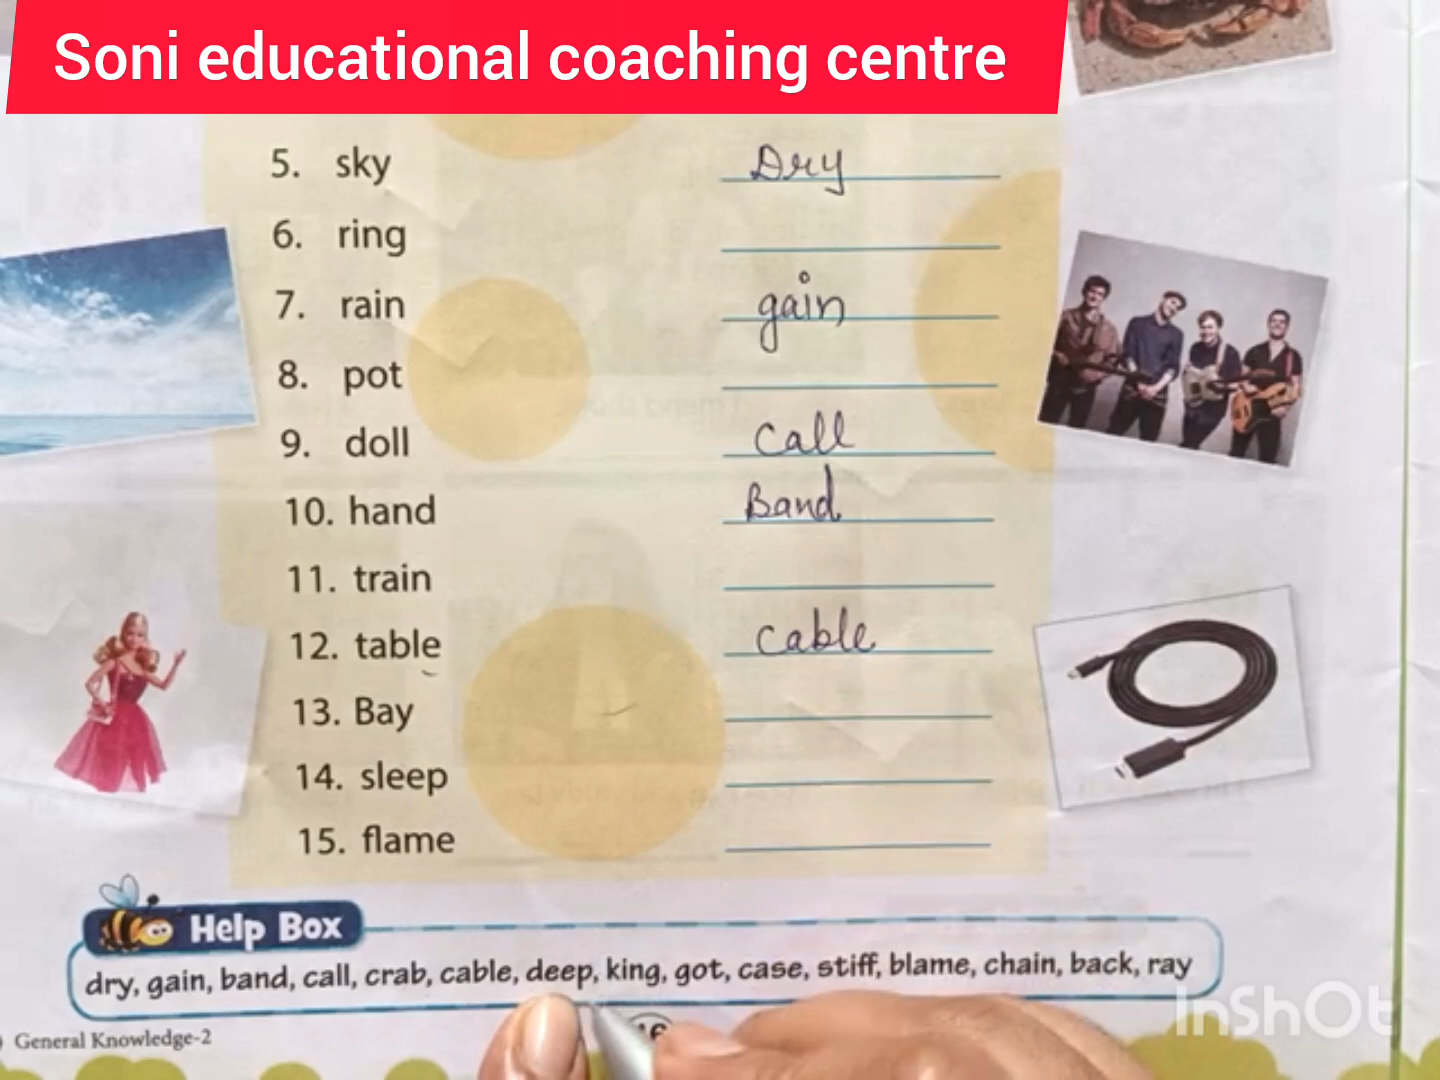 Soni educational coaching centre
5. sky Dry
6. ring
7. rain gain
8. pot
9. doll call
10. hand Band
11. train
12. table cable
13. Bay
14. sleep
15. flame
Help Box
dry, gain, band, call, crab, cable, deep, king, got, case, stiff, blame, chain, back, ray
General Knowledge-2
InShOt